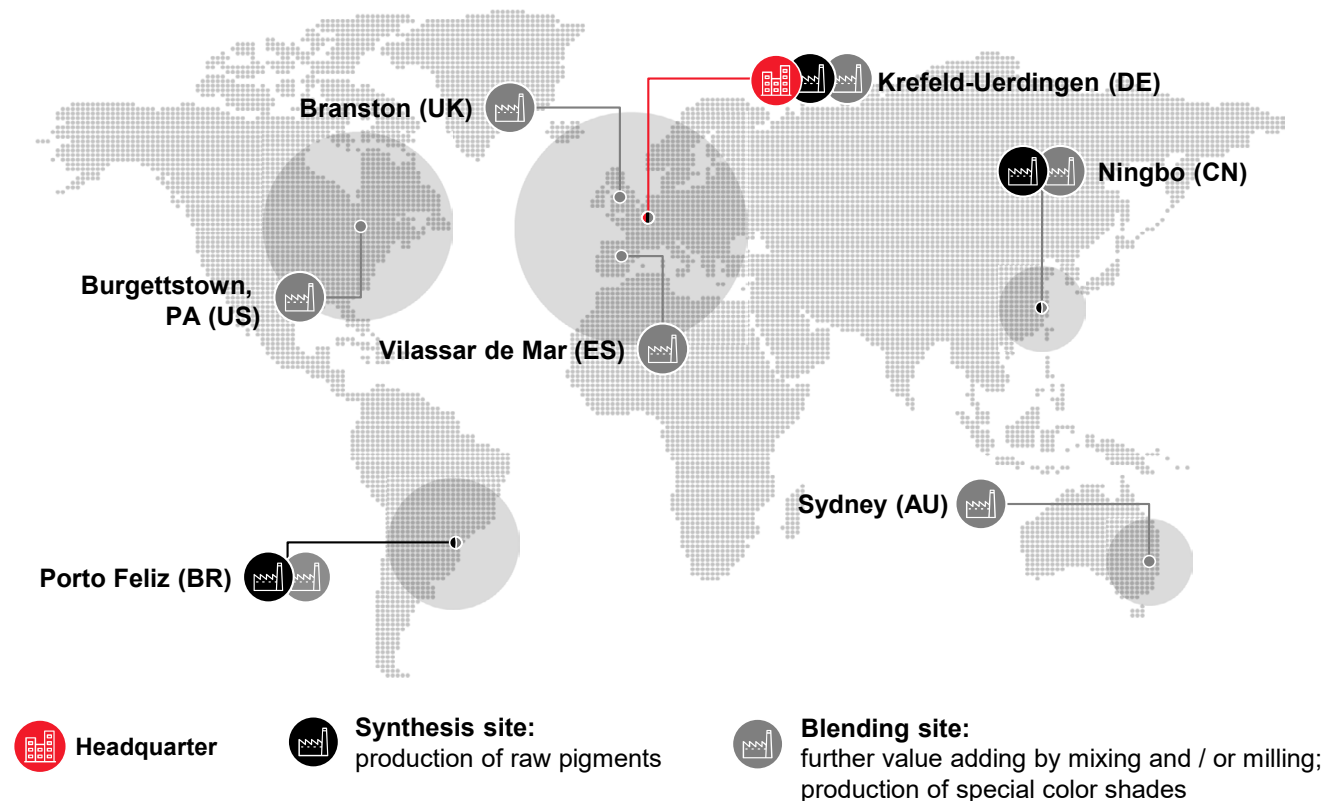 Krefeld-Uerdingen (DE)
Branston (UK)
Ningbo (CN)
Burgettstown,
PA (US)
Vilassar de Mar (ES)
Sydney (AU)
Porto Feliz (BR)
Headquarter
Synthesis site:
production of raw pigments
Blending site:
further value adding by mixing and / or milling;
production of special color shades